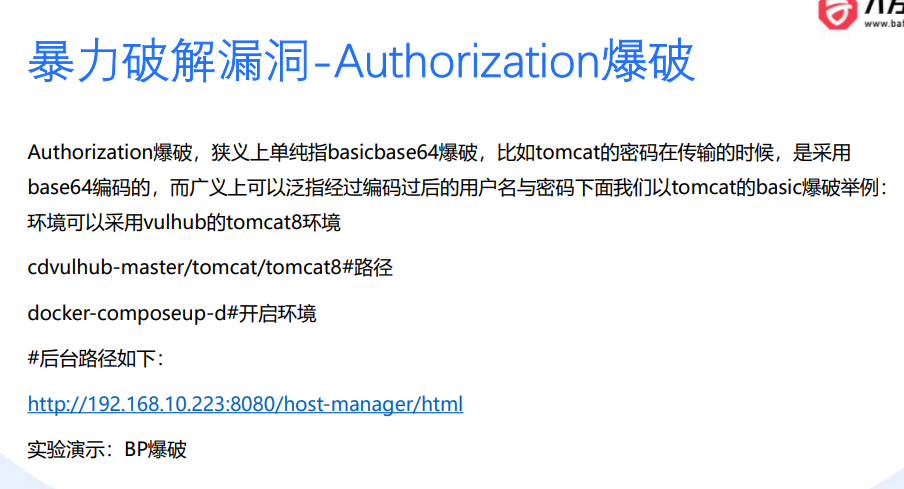 www.baf
暴力破解漏洞-Authorization爆破
Authorization爆破，狭义上单纯指basicbase64爆破，比如tomcat的密码在传输的时候，是采用
base64编码的，而广义上可以泛指经过编码过后的用户名与密码下面我们以tomcat的basic爆破举例：
环境可以采用vulhub的tomcat8环境
cdvulhub-master/tomcat/tomcat8#路径
docker-composeup-d#开启环境
#后台路径如下：
http://192.168.10.223:8080/host-manager/html
实验演示：BP爆破